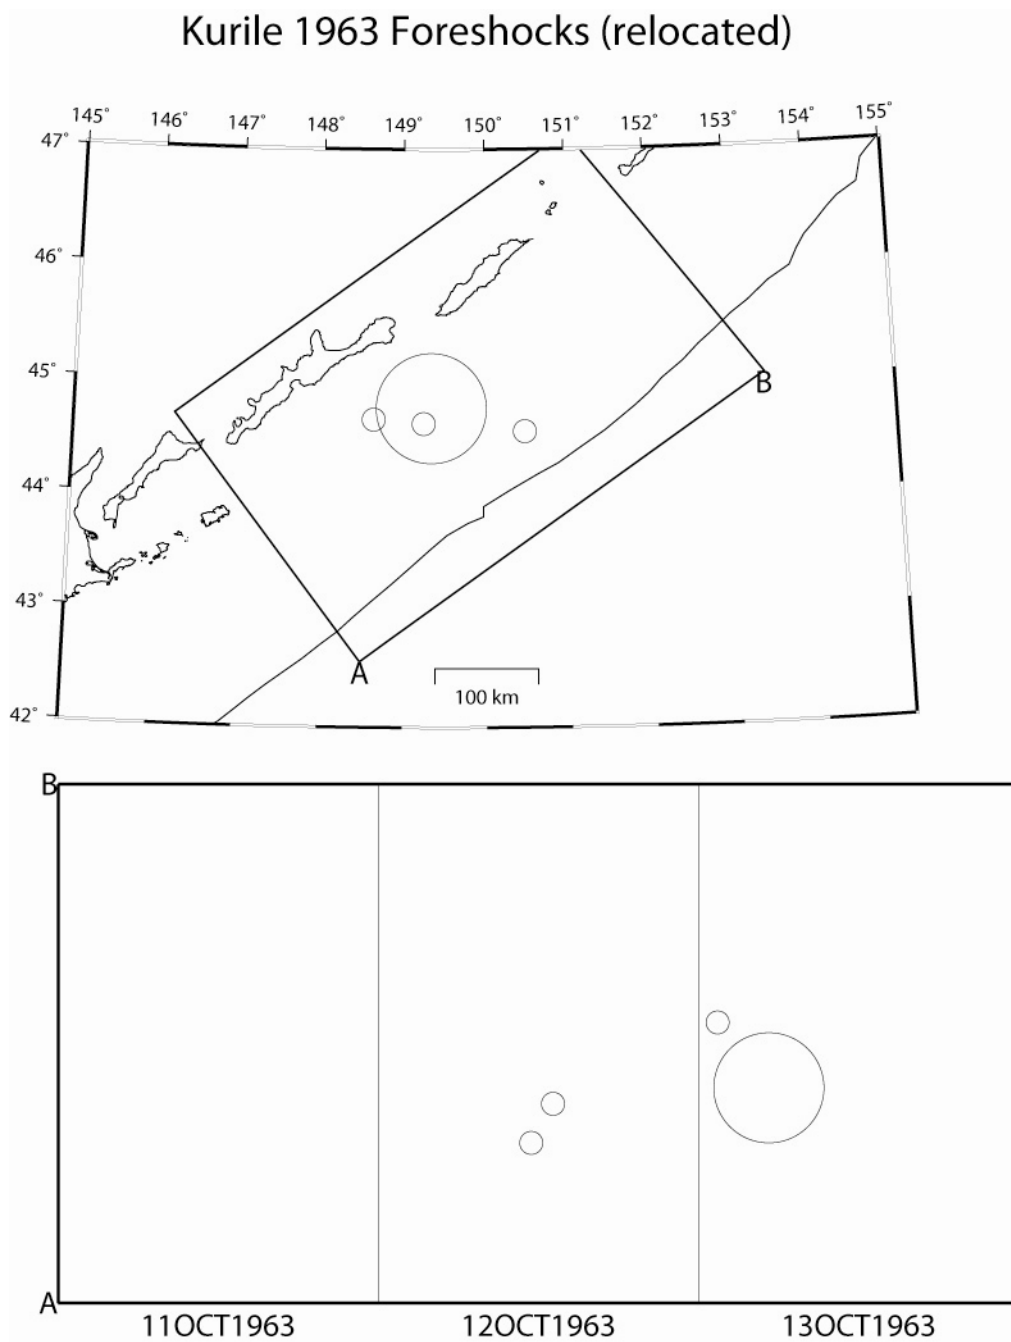 Kurile 1963 Foreshocks (relocated)
145° 146° 147° 148° 149° 150° 151° 152° 153° 154° 155°
47°
46°
45°
B
44°
43°
A
100 km
42°
B
A
11OCT1963 12OCT1963 13OCT1963